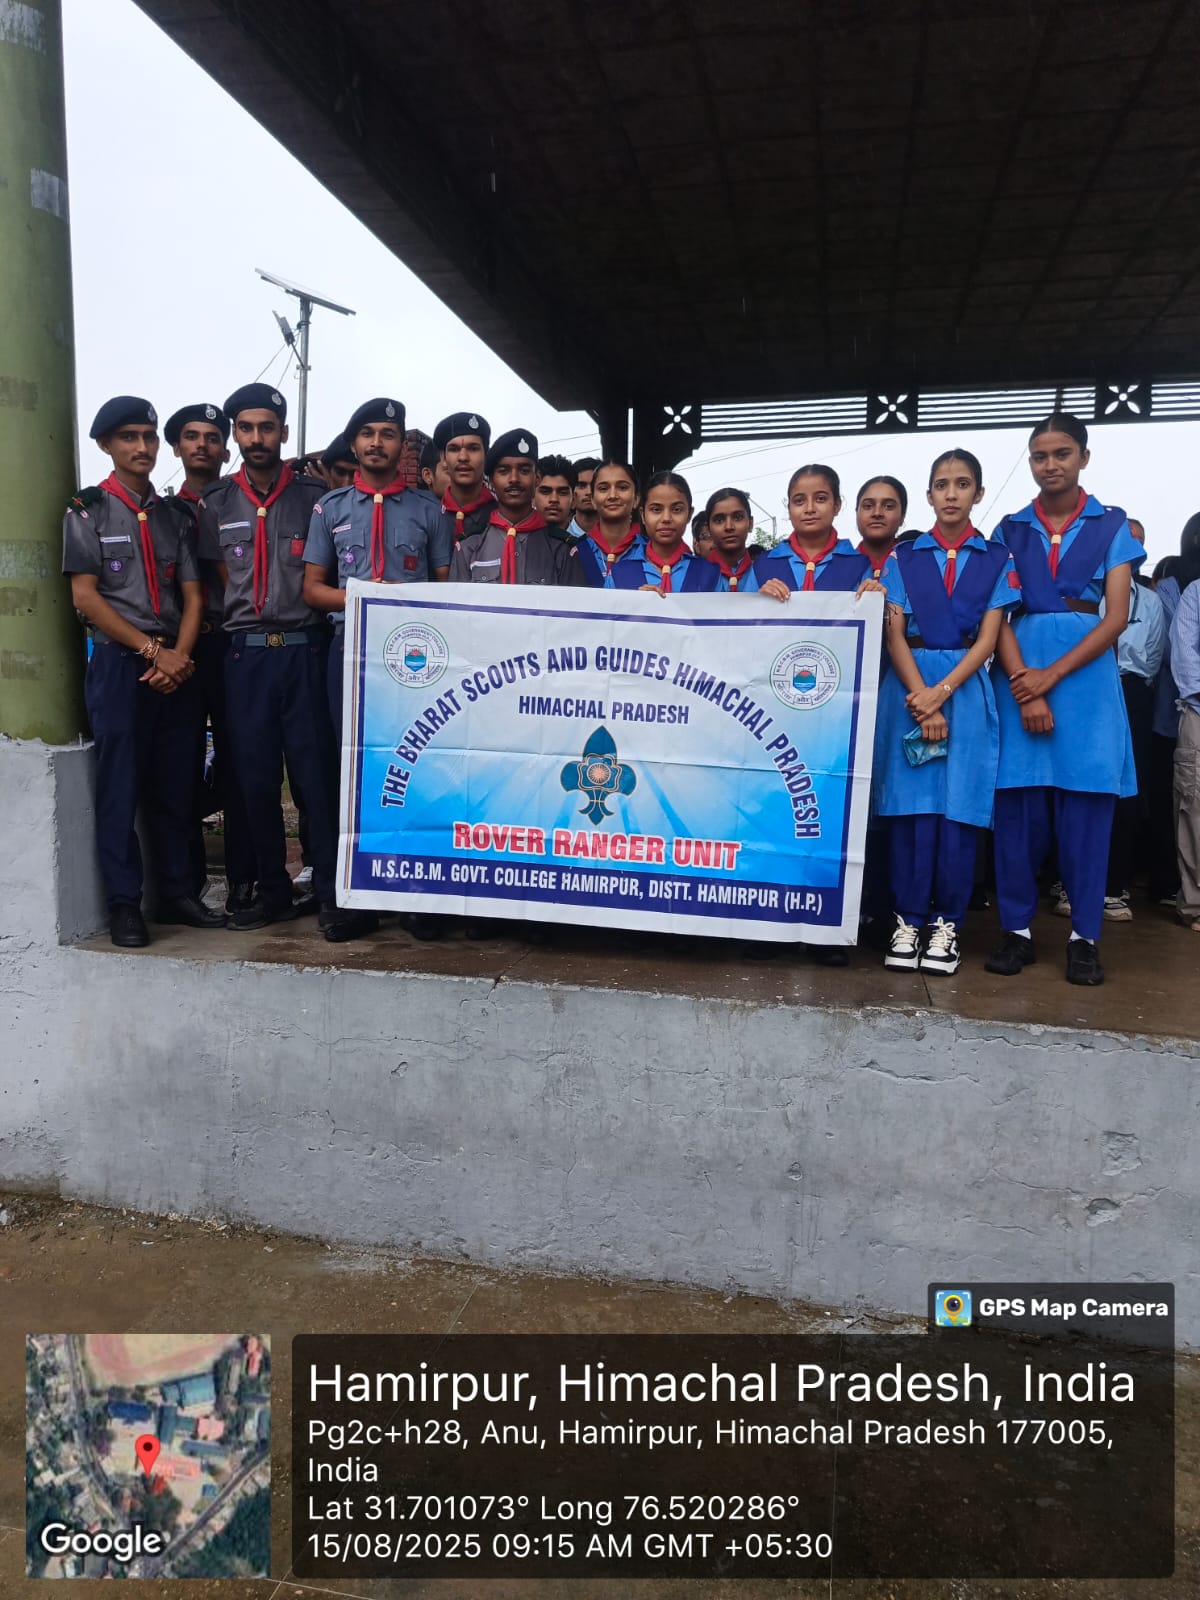 THE BHARAT SCOUTS AND GUIDES HIMACHAL PRADESH
HIMACHAL PRADESH
ROVER RANGER UNIT
N.S.C.B.M. GOVT. COLLEGE HAMIRPUR, DISTT. HAMIRPUR (H.P.)
GPS Map Camera
Hamirpur, Himachal Pradesh, India
Pg2c+h28, Anu, Hamirpur, Himachal Pradesh 177005,
India
Lat 31.701073° Long 76.520286°
15/08/2025 09:15 AM GMT +05:30
Google